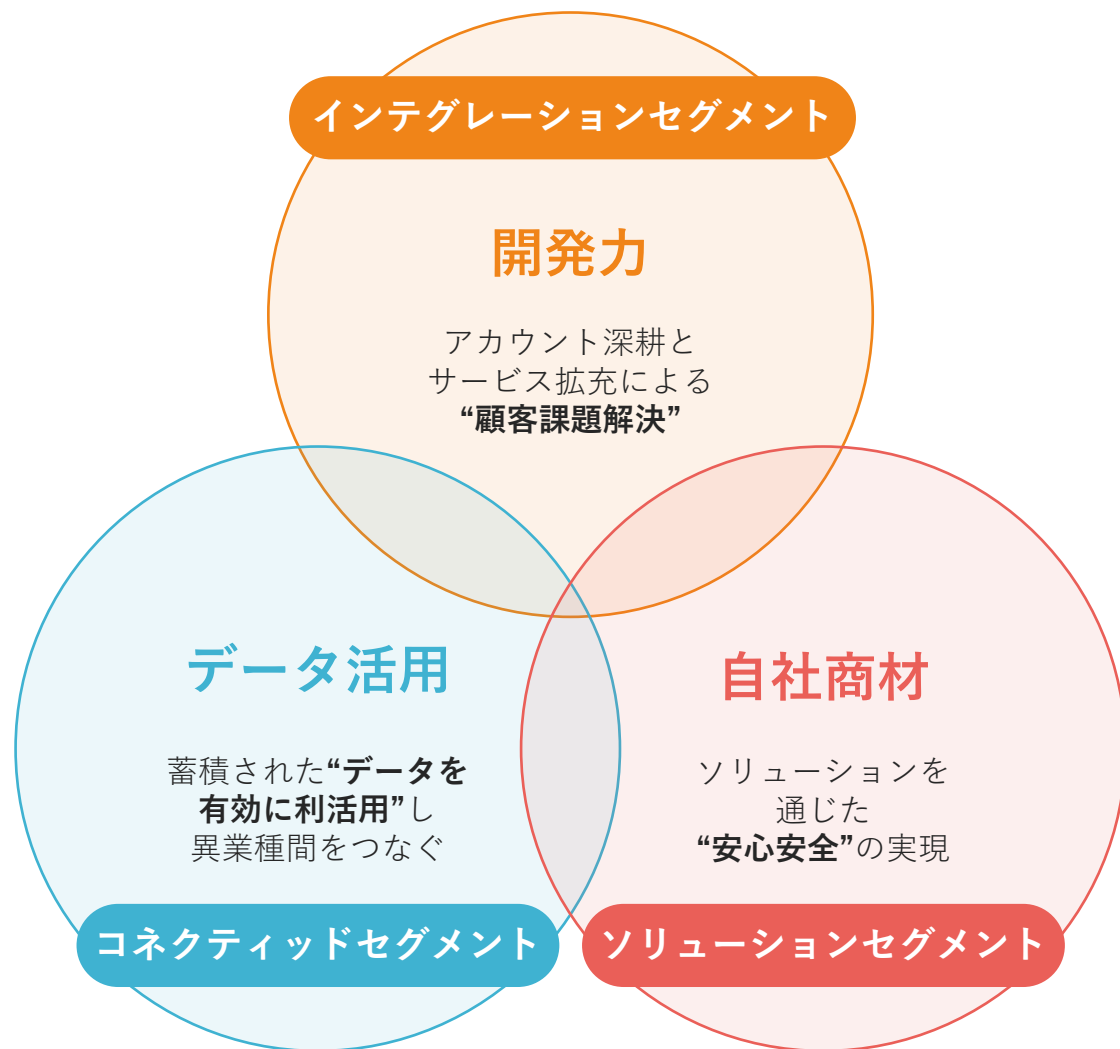 インテグレーションセグメント
開発力
アカウント深耕と
サービス拡充による
“顧客課題解決”
データ活用
蓄積された“データを
有効に利活用”し
異業種間をつなぐ
コネクティッドセグメント
自社商材
ソリューションを
通じた
“安心安全”の実現
ソリューションセグメント